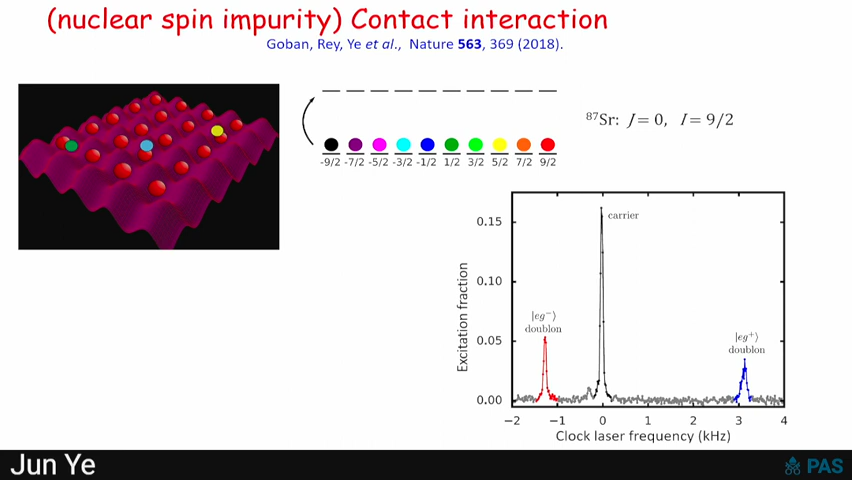 (nuclear spin impurity) Contact interaction
Goban, Rey, Ye et al., Nature 563, 369 (2018).
-9/2 -7/2 -5/2 -3/2 -1/2 1/2 3/2 5/2 7/2 9/2
⁸⁷Sr: J = 0, I = 9/2
Excitation fraction
0.15
0.10
0.05
0.00
carrier
|eg⁻⟩
doublon
|eg⁺⟩
doublon
−2 −1 0 1 2 3 4
Clock laser frequency (kHz)
Jun Ye
PAS